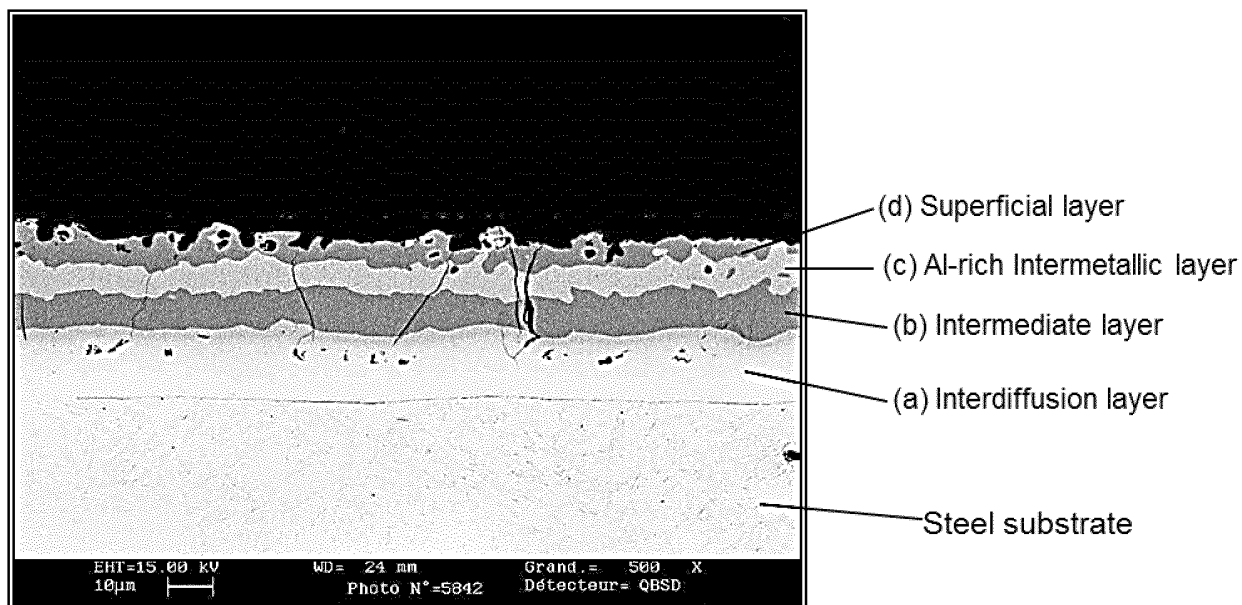 (d) Superficial layer
(c) Al-rich Intermetallic layer
(b) Intermediate layer
(a) Interdiffusion layer
Steel substrate
EHT=15.00 kV WD= 24 mm Grand.= 500 X
10µm Photo N°=5842 Détecteur= QBSD